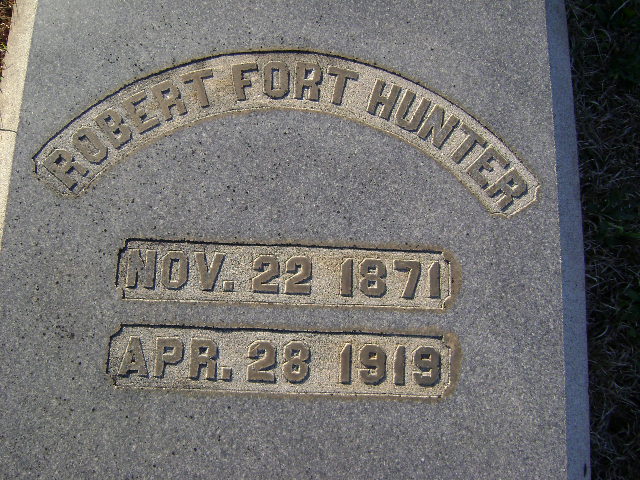 ROBERT FORT HUNTER
NOV. 22 1871
APR. 28 1919